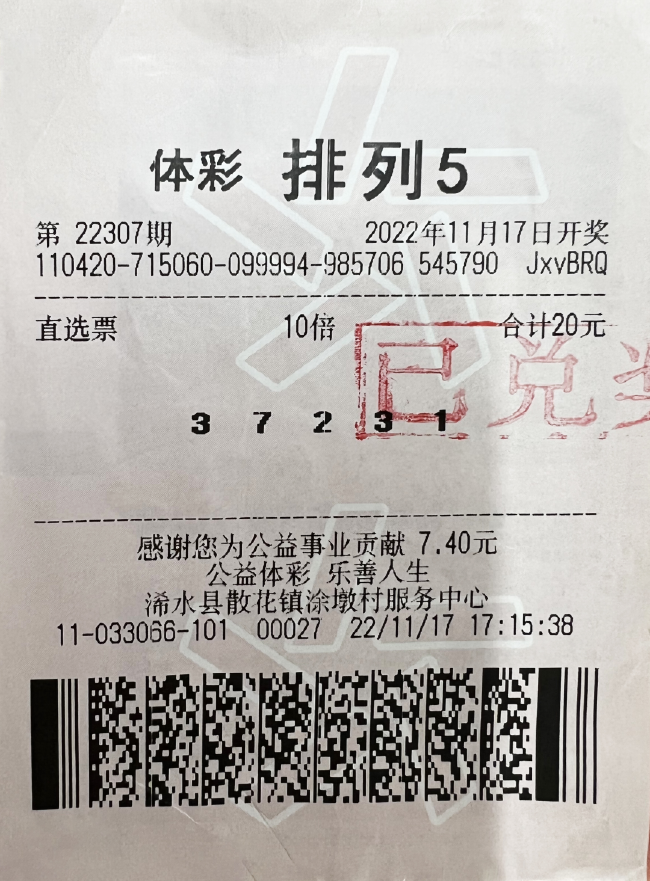 体彩 排列5
第 22307期 2022年11月17日开奖
110420-715060-099994-985706 545790 JxvBRQ
直选票 10倍 合计20元
已兑奖
3 7 2 3 1
感谢您为公益事业贡献 7.40元
公益体彩 乐善人生
浠水县散花镇涂墩村服务中心
11-033066-101 00027 22/11/17 17:15:38